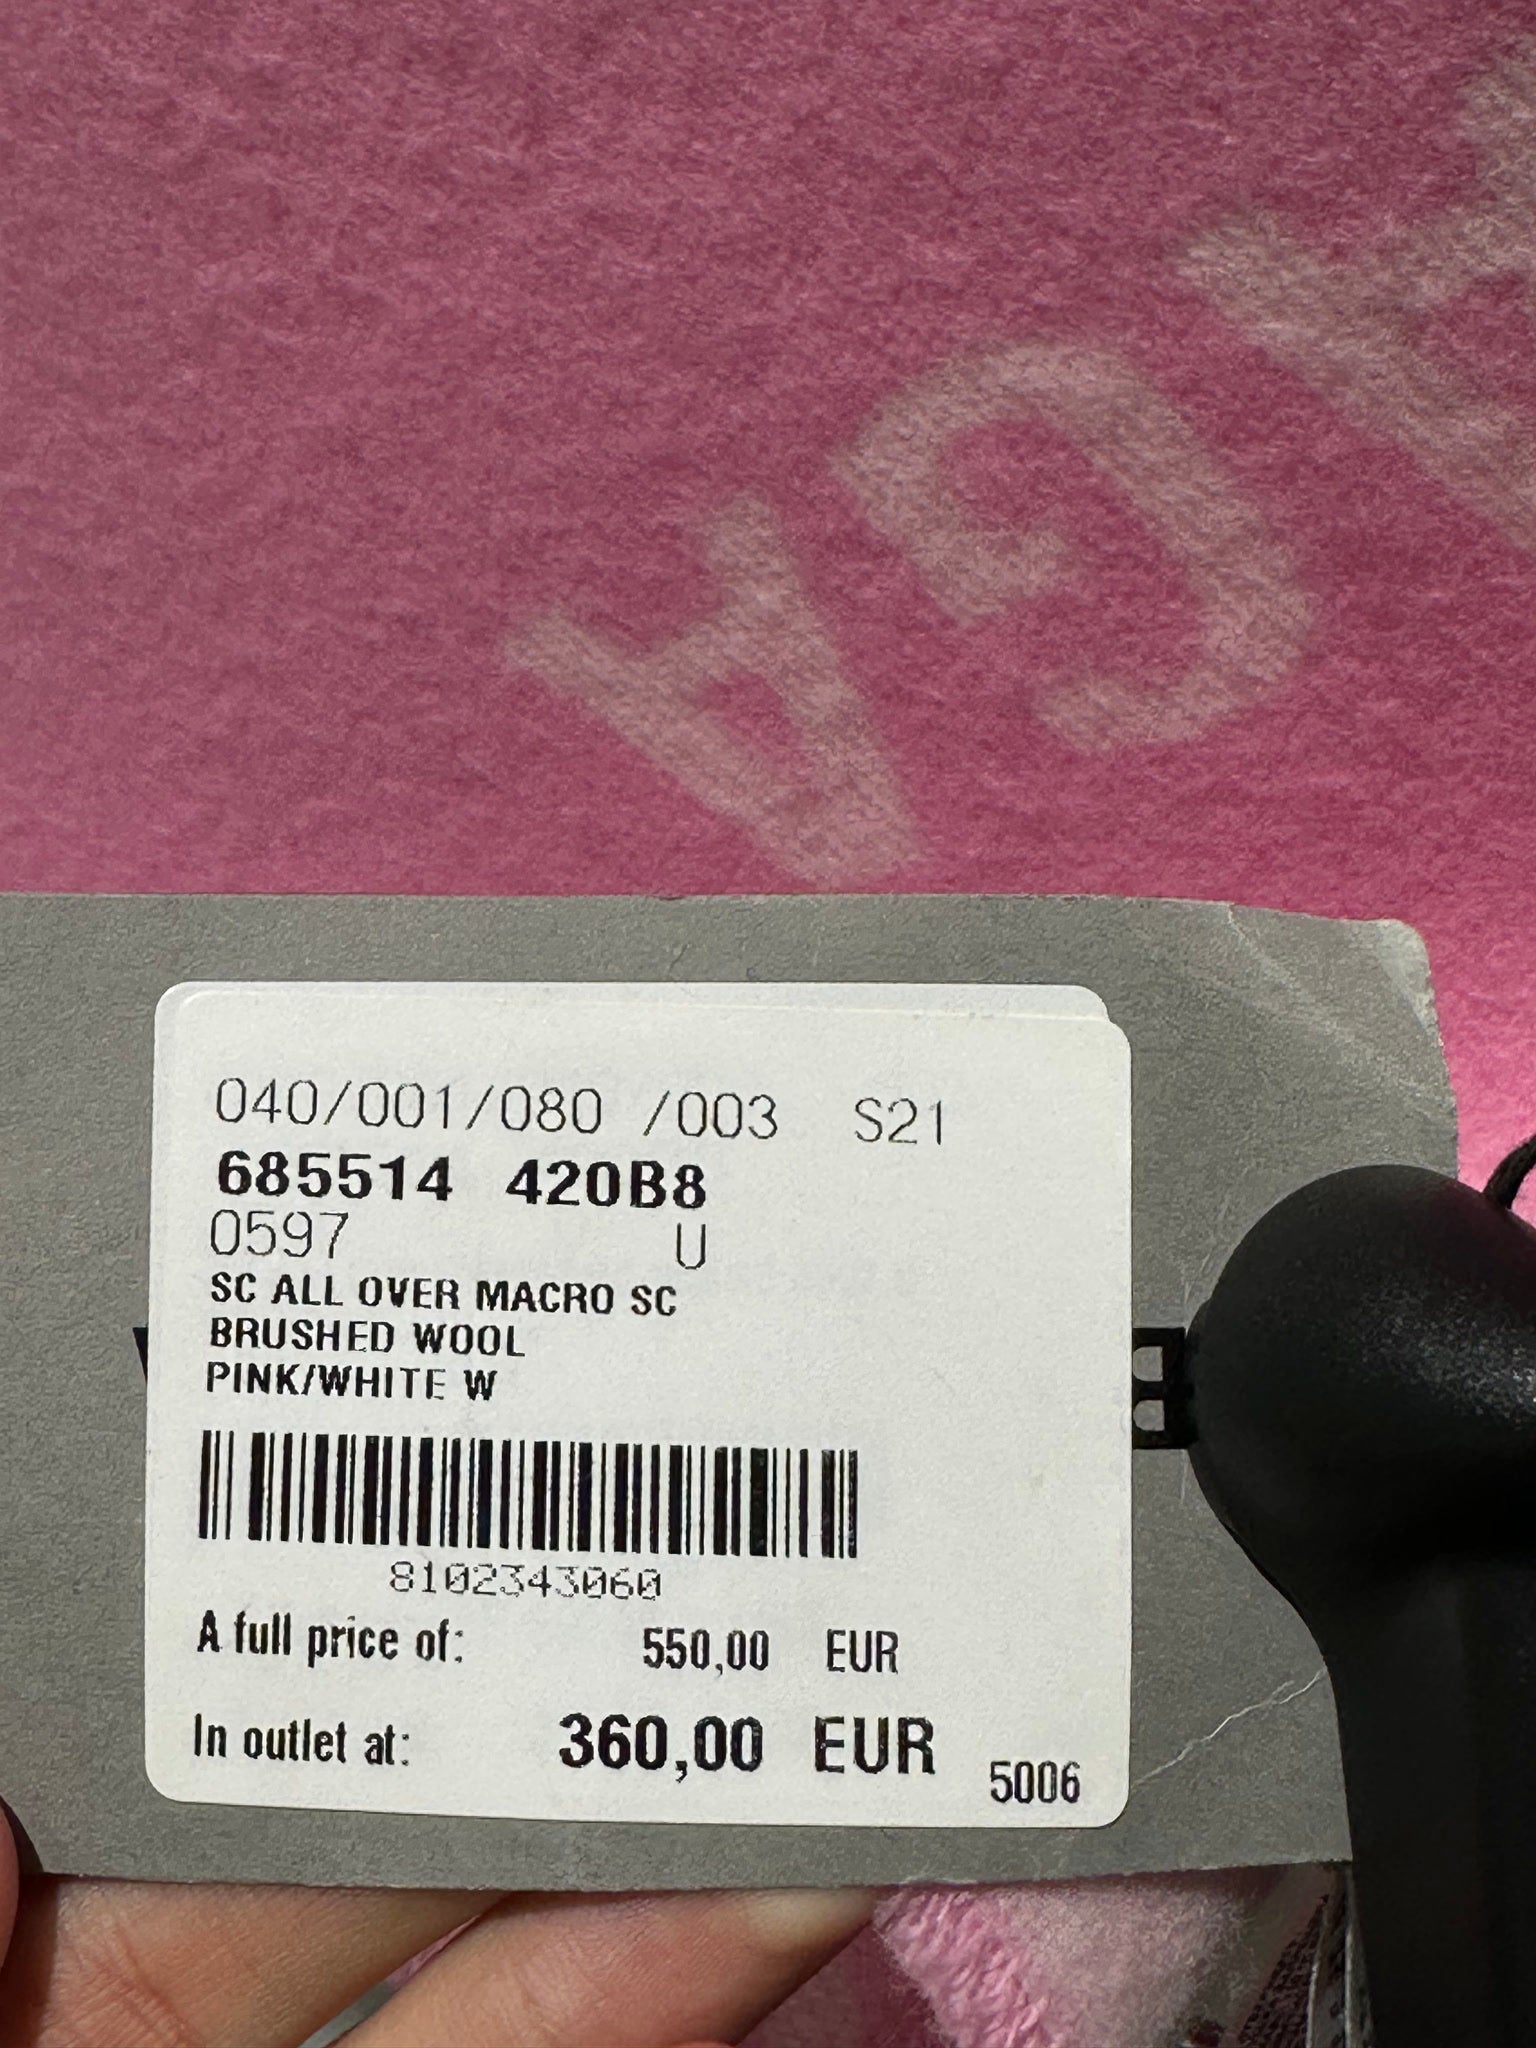 AGA
040/001/080 /003 S21
685514 420B8
0597 U
SC ALL OVER MACRO SC
BRUSHED WOOL
PINK/WHITE W
8102343060
A full price of: 550,00 EUR
In outlet at: 360,00 EUR
5006